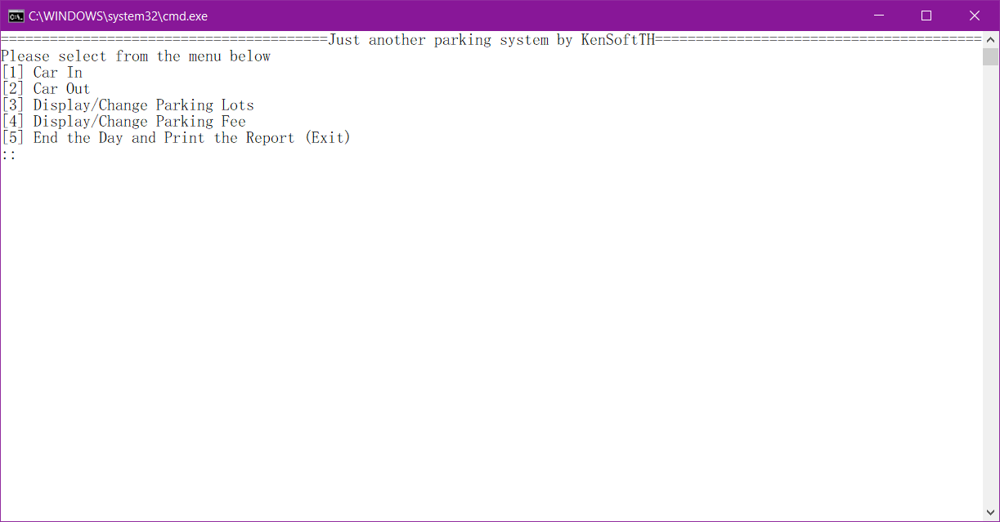 C:\WINDOWS\system32\cmd.exe
========================================Just another parking system by KenSoftTH========================================
Please select from the menu below
[1] Car In
[2] Car Out
[3] Display/Change Parking Lots
[4] Display/Change Parking Fee
[5] End the Day and Print the Report (Exit)
::